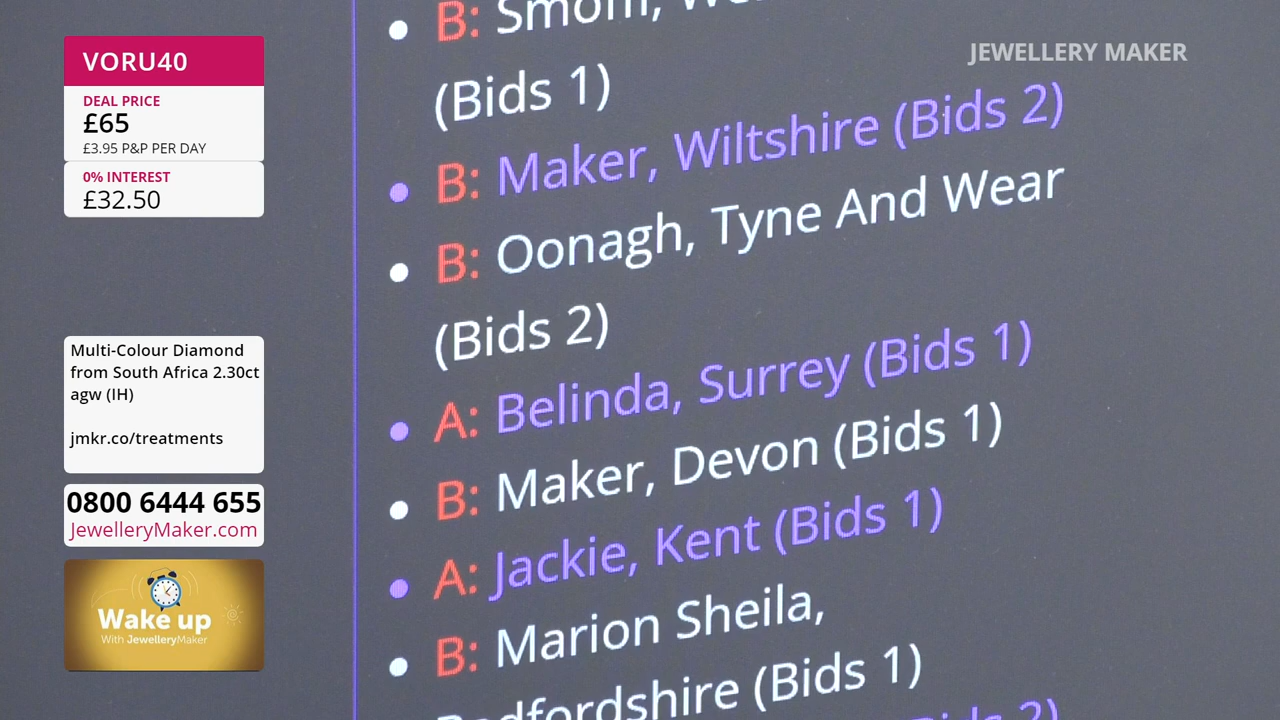 VORU40
DEAL PRICE
£65
£3.95 P&P PER DAY
0% INTEREST
£32.50
Multi-Colour Diamond
from South Africa 2.30ct
agw (IH)
jmkr.co/treatments
0800 6444 655
JewelleryMaker.com
Wake up
With JewelleryMaker
JEWELLERY MAKER
B:
(Bids 1)
B: Maker, Wiltshire (Bids 2)
B: Oonagh, Tyne And Wear
(Bids 2)
A: Belinda, Surrey (Bids 1)
B: Maker, Devon (Bids 1)
A: Jackie, Kent (Bids 1)
B: Marion Sheila,
Bedfordshire (Bids 1)
Bids 2)